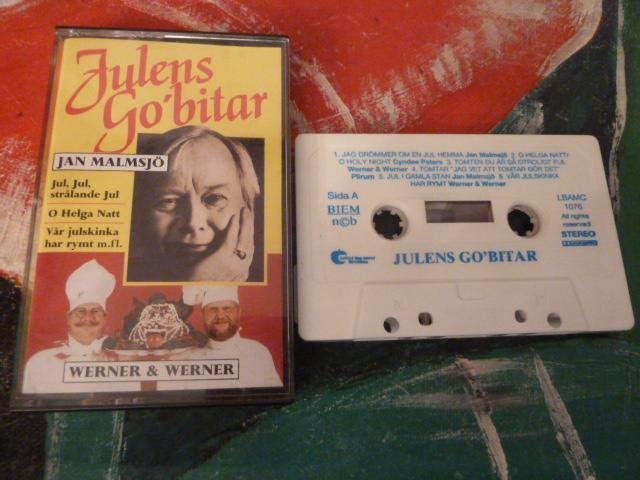 Julens
Go'bitar
JAN MALMSJÖ
Jul, Jul,
strålande Jul
O Helga Natt
Vår julskinka
har rymt m.fl.
WERNER & WERNER
1. JAG DRÖMMER OM EN JUL HEMMA Jan Malmsjö 2. O HELGA NATT/
O HOLY NIGHT Cyndee Peters 3. TOMTEN DU ÄR SÅ OTROLIGT FUL
Werner & Werner 4. TOMTAR "JAG VET ATT TOMTAR GÖR DET"
Plirum 5. JUL I GAMLA STAN Jan Malmsjö 6. VÅR JULSKINKA
HAR RYMT Werner & Werner
Sida A
BIEM
n©b
LBAMC
1076
All rights
reserved
STEREO
JULENS GO'BITAR